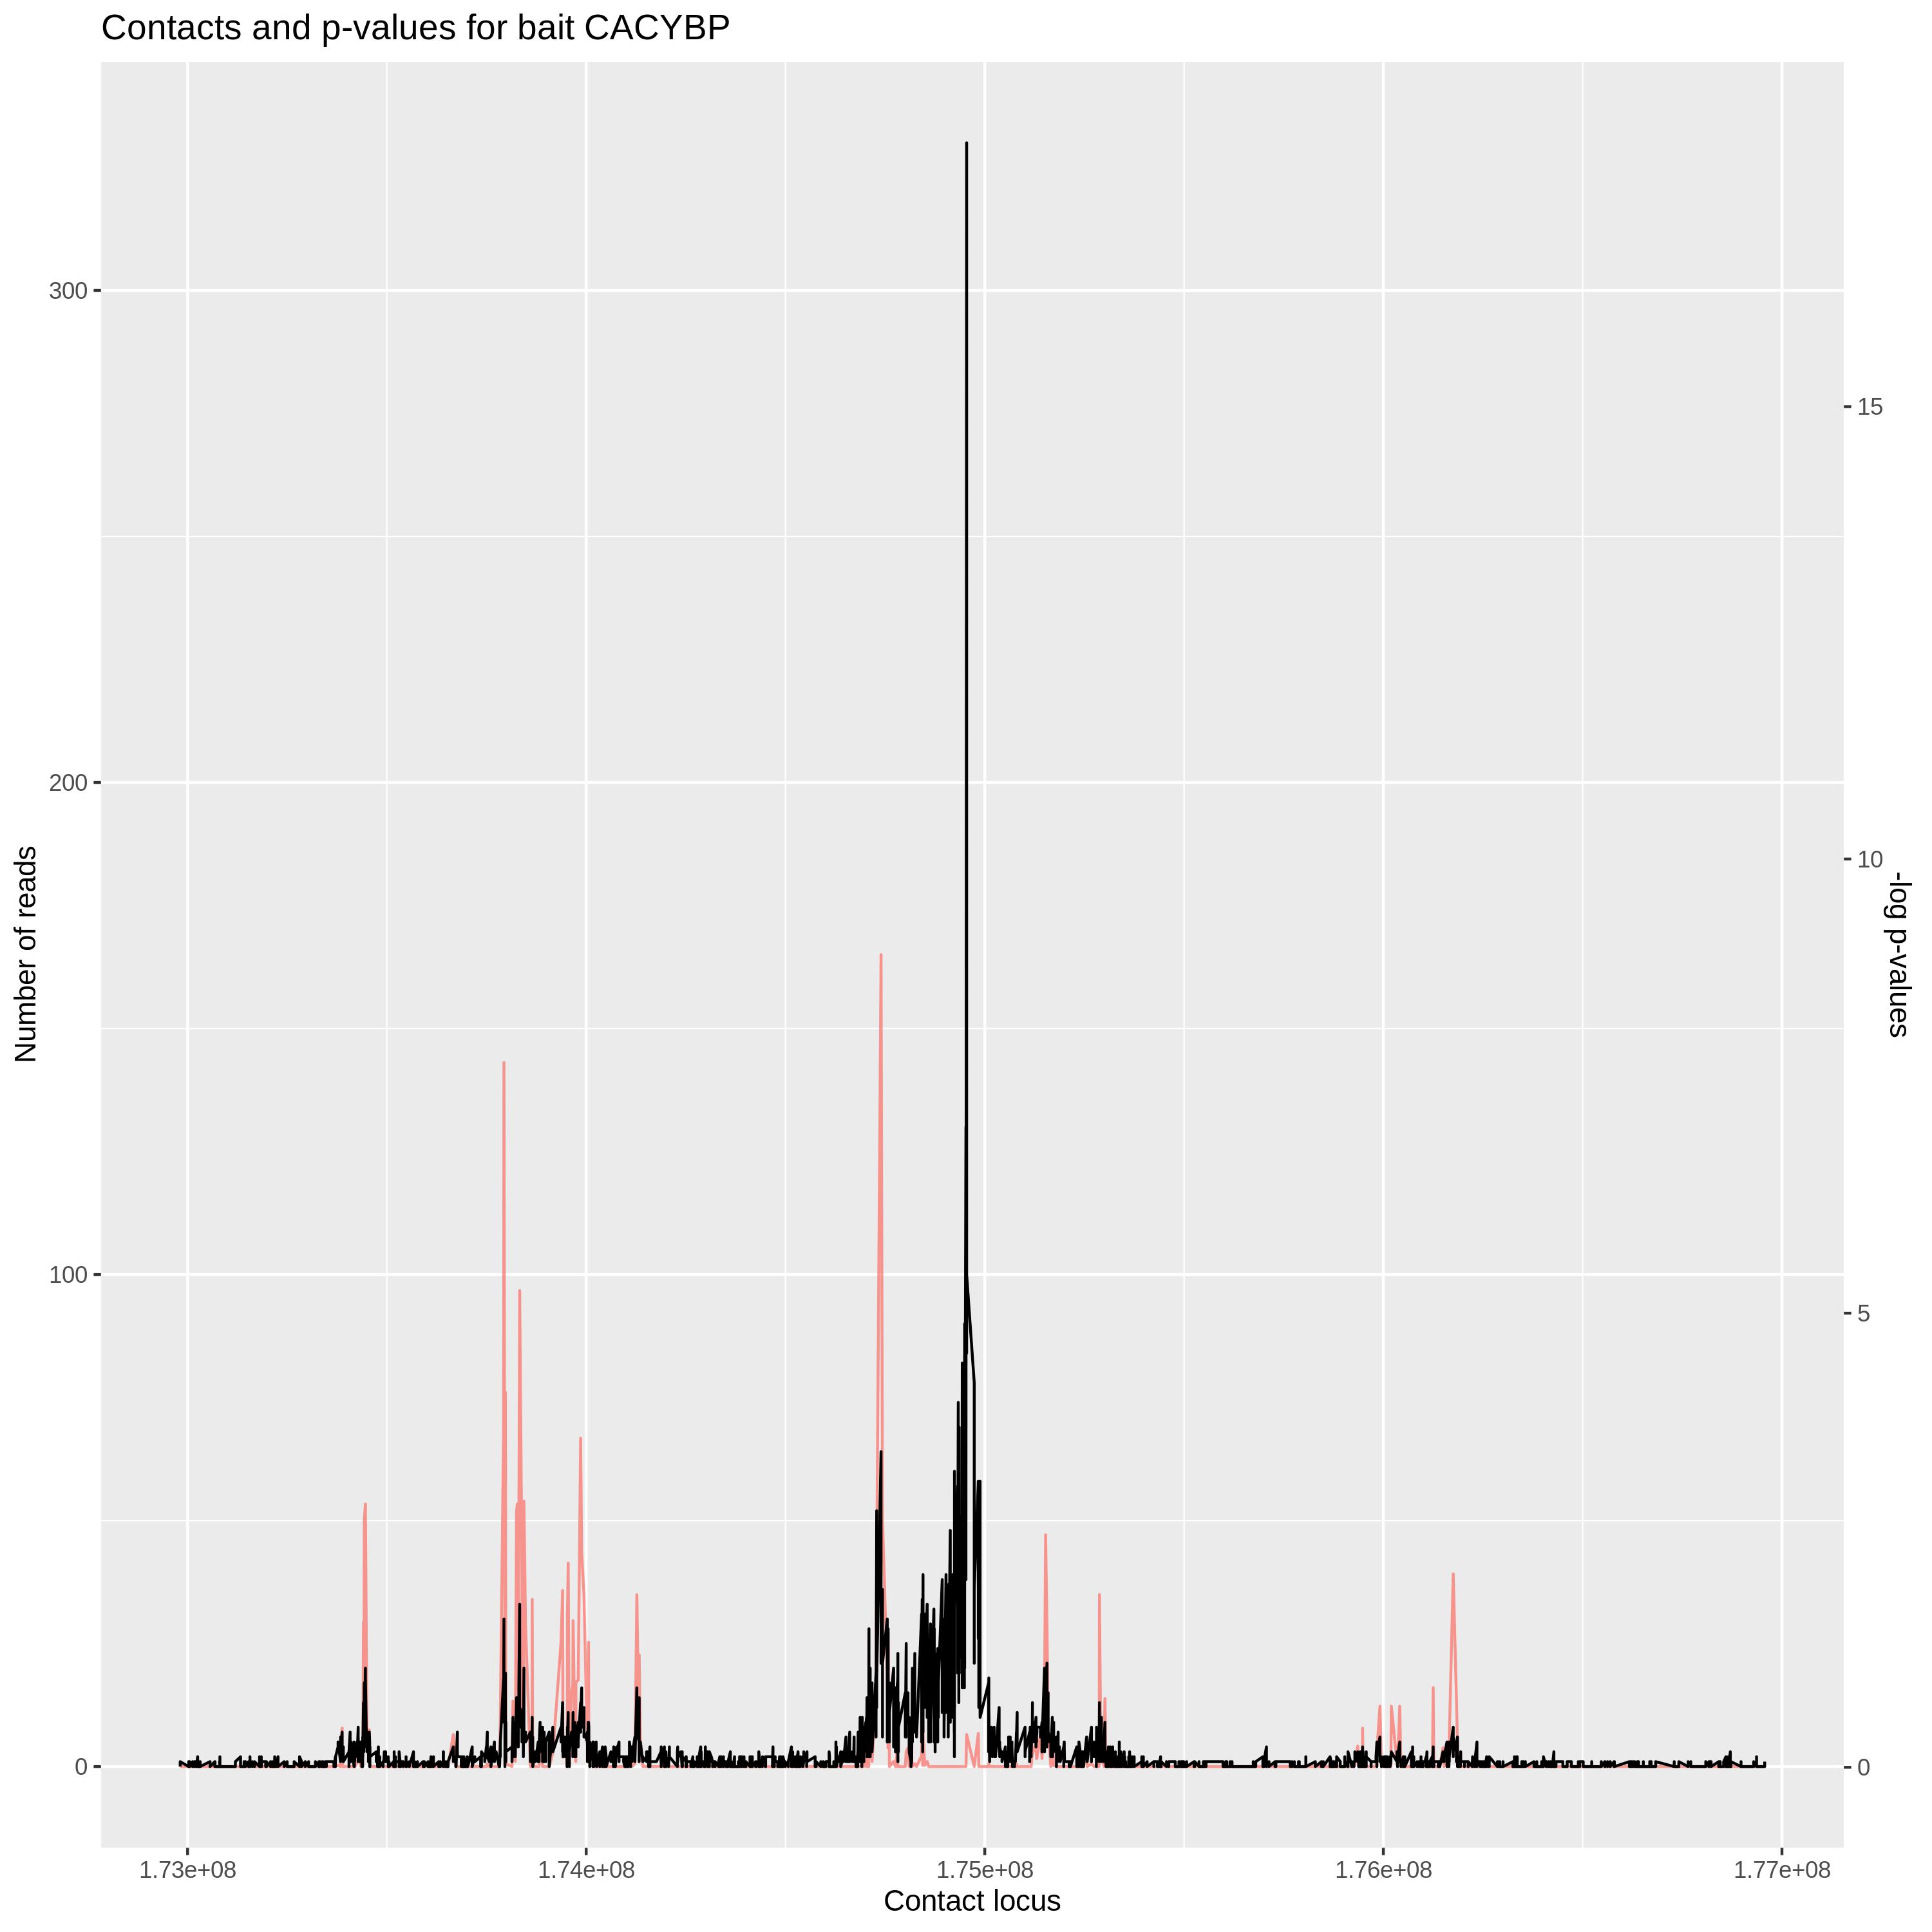 Contacts and p-values for bait CACYBP
300
200
100
0
Number of reads
15
10
5
0
-log p-values
1.73e+08 1.74e+08 1.75e+08 1.76e+08 1.77e+08
Contact locus